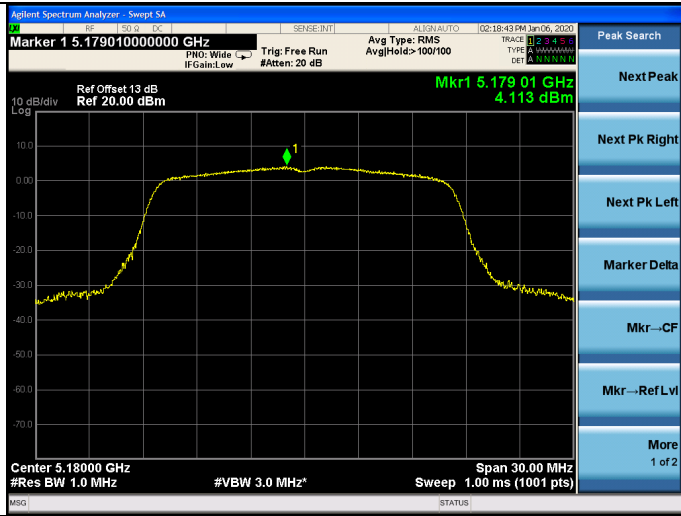 Agilent Spectrum Analyzer - Swept SA
RF 50 Ω DC SENSE:INT ALIGN AUTO 02:18:43 PM Jan 06, 2020
Marker 1 5.179010000000 GHz
Avg Type: RMS
TRACE 1 2 3 4 5 6
PNO: Wide
Trig: Free Run
Avg|Hold:>100/100
TYPE A
IFGain:Low
#Atten: 20 dB
DET A N N N N N
Peak Search
Mkr1 5.179 01 GHz
4.113 dBm
Ref Offset 13 dB
10 dB/div Ref 20.00 dBm
Log
10.0
0.00
-10.0
-20.0
-30.0
-40.0
-50.0
-60.0
-70.0
1
Center 5.18000 GHz
Span 30.00 MHz
#Res BW 1.0 MHz
#VBW 3.0 MHz*
Sweep 1.00 ms (1001 pts)
MSG
STATUS
Next Peak
Next Pk Right
Next Pk Left
Marker Delta
Mkr→CF
Mkr→Ref Lvl
More
1 of 2